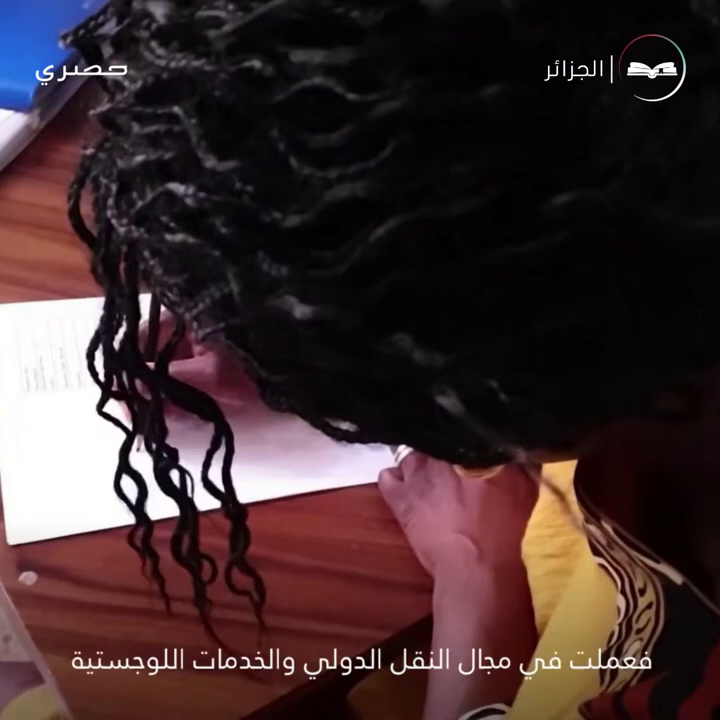 الجزائر
حصري
فعملت في مجال النقل الدولي والخدمات اللوجستية